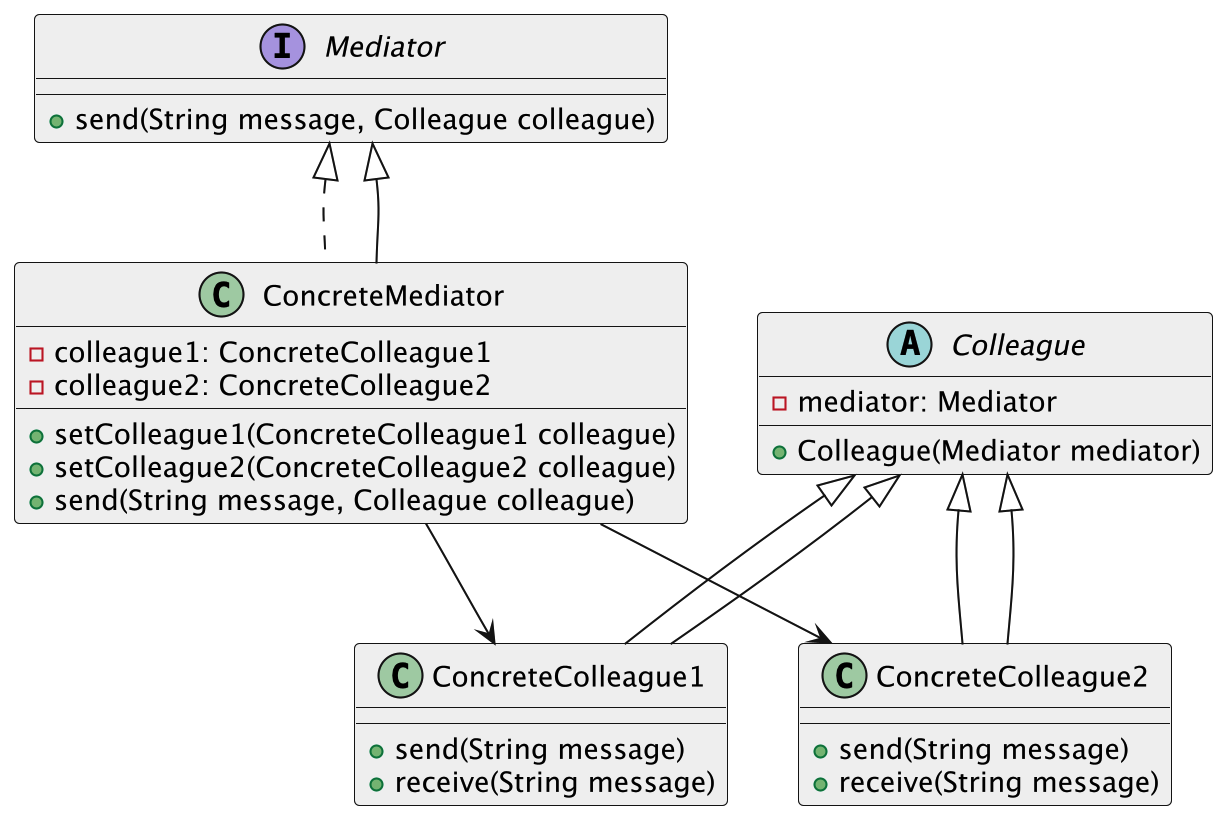 I Mediator
send(String message, Colleague colleague)
C ConcreteMediator
colleague1: ConcreteColleague1
colleague2: ConcreteColleague2
setColleague1(ConcreteColleague1 colleague)
setColleague2(ConcreteColleague2 colleague)
send(String message, Colleague colleague)
A Colleague
mediator: Mediator
Colleague(Mediator mediator)
C ConcreteColleague1
send(String message)
receive(String message)
C ConcreteColleague2
send(String message)
receive(String message)